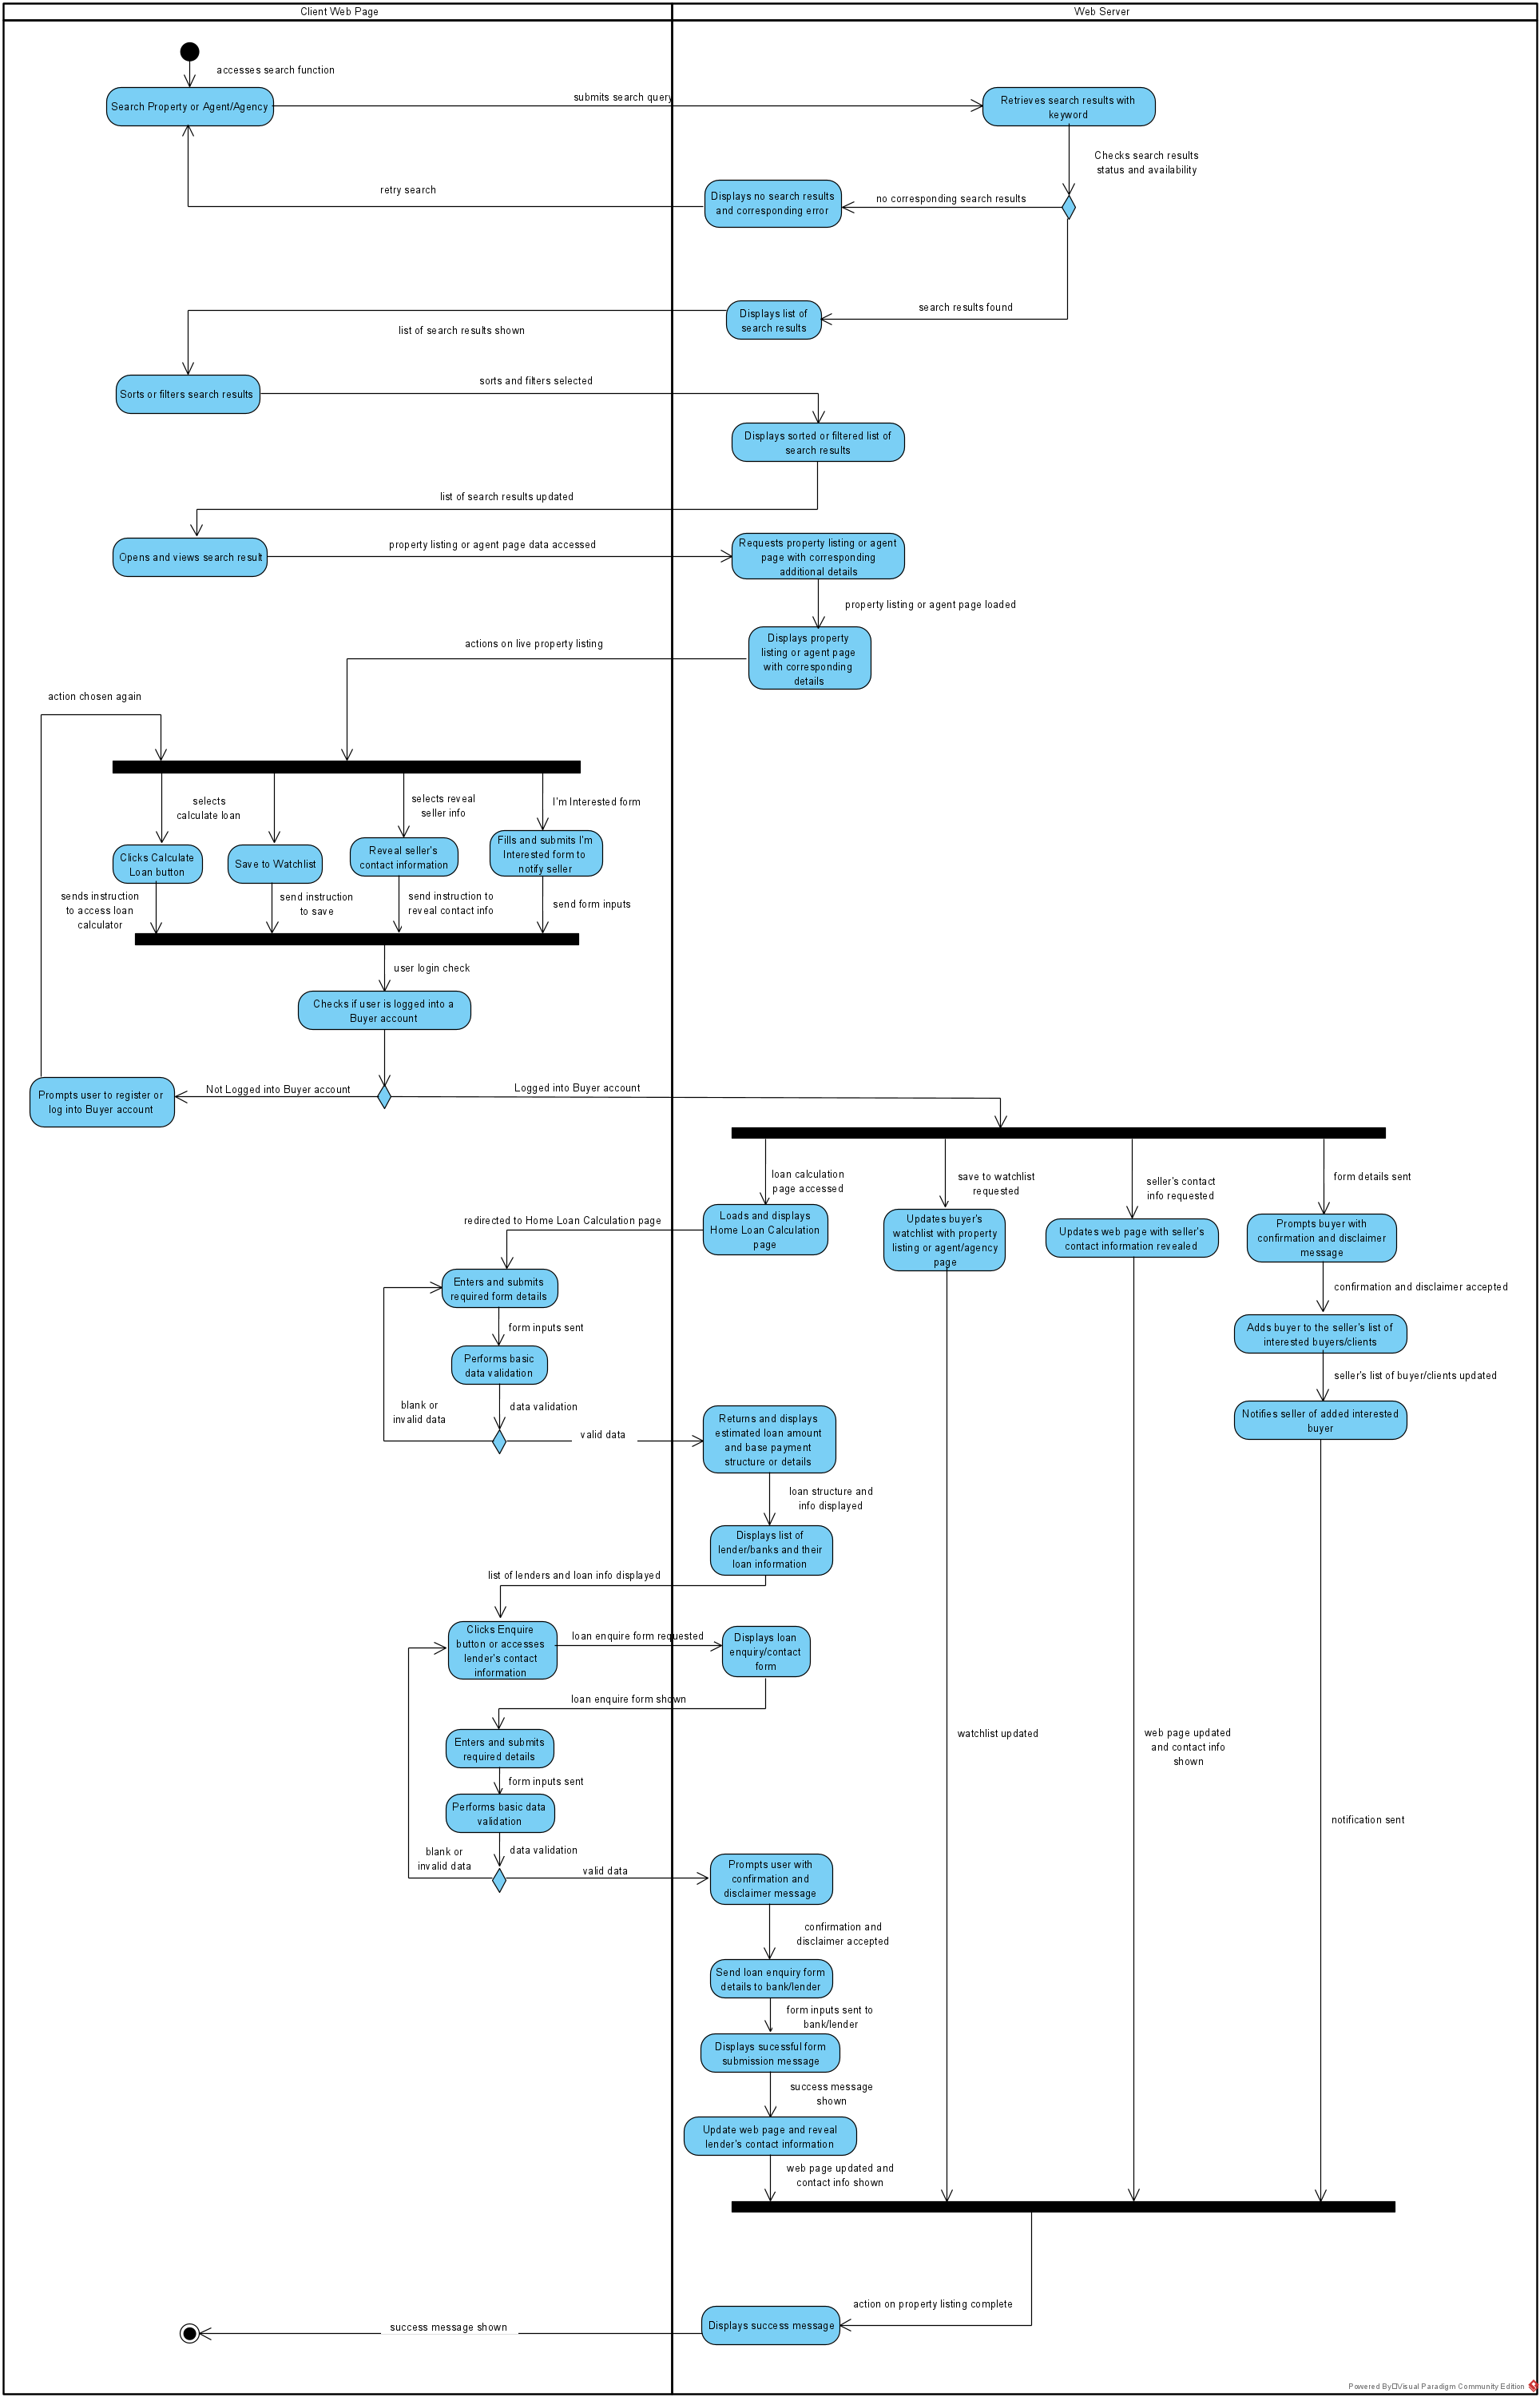 Client Web Page
Web Server
accesses search function
Search Property or Agent/Agency
submits search query
Retrieves search results with
keyword
Checks search results
status and availability
retry search
Displays no search results
and corresponding error
no corresponding search results
search results found
Displays list of
search results
list of search results shown
Sorts or filters search results
sorts and filters selected
Displays sorted or filtered list of
search results
list of search results updated
Opens and views search result
property listing or agent page data accessed
Requests property listing or agent
page with corresponding
additional details
property listing or agent page loaded
Displays property
listing or agent page
with corresponding
details
actions on live property listing
action chosen again
selects
calculate loan
selects reveal
seller info
I'm Interested form
Clicks Calculate
Loan button
Save to Watchlist
Reveal seller's
contact information
Fills and submits I'm
Interested form to
notify seller
sends instruction
to access loan
calculator
send instruction
to save
send instruction to
reveal contact info
send form inputs
user login check
Checks if user is logged into a
Buyer account
Not Logged into Buyer account
Logged into Buyer account
Prompts user to register or
log into Buyer account
loan calculation
page accessed
save to watchlist
requested
seller's contact
info requested
form details sent
redirected to Home Loan Calculation page
Loads and displays
Home Loan Calculation
page
Updates buyer's
watchlist with property
listing or agent/agency
page
Updates web page with seller's
contact information revealed
Prompts buyer with
confirmation and disclaimer
message
Enters and submits
required form details
confirmation and disclaimer accepted
form inputs sent
Adds buyer to the seller's list of
interested buyers/clients
Performs basic
data validation
seller's list of buyer/clients updated
blank or
invalid data
data validation
valid data
Returns and displays
estimated loan amount
and base payment
structure or details
Notifies seller of added interested
buyer
loan structure and
info displayed
Displays list of
lender/banks and their
loan information
list of lenders and loan info displayed
Clicks Enquire
button or accesses
lender's contact
information
loan enquire form requested
Displays loan
enquiry/contact
form
loan enquire form shown
Enters and submits
required details
watchlist updated
web page updated
and contact info
shown
form inputs sent
Performs basic data
validation
notification sent
blank or
invalid data
data validation
valid data
Prompts user with
confirmation and
disclaimer message
confirmation and
disclaimer accepted
Send loan enquiry form
details to bank/lender
form inputs sent to
bank/lender
Displays sucessful form
submission message
success message
shown
Update web page and reveal
lender's contact information
web page updated and
contact info shown
action on property listing complete
Displays success message
success message shown
Powered By□Visual Paradigm Community Edition